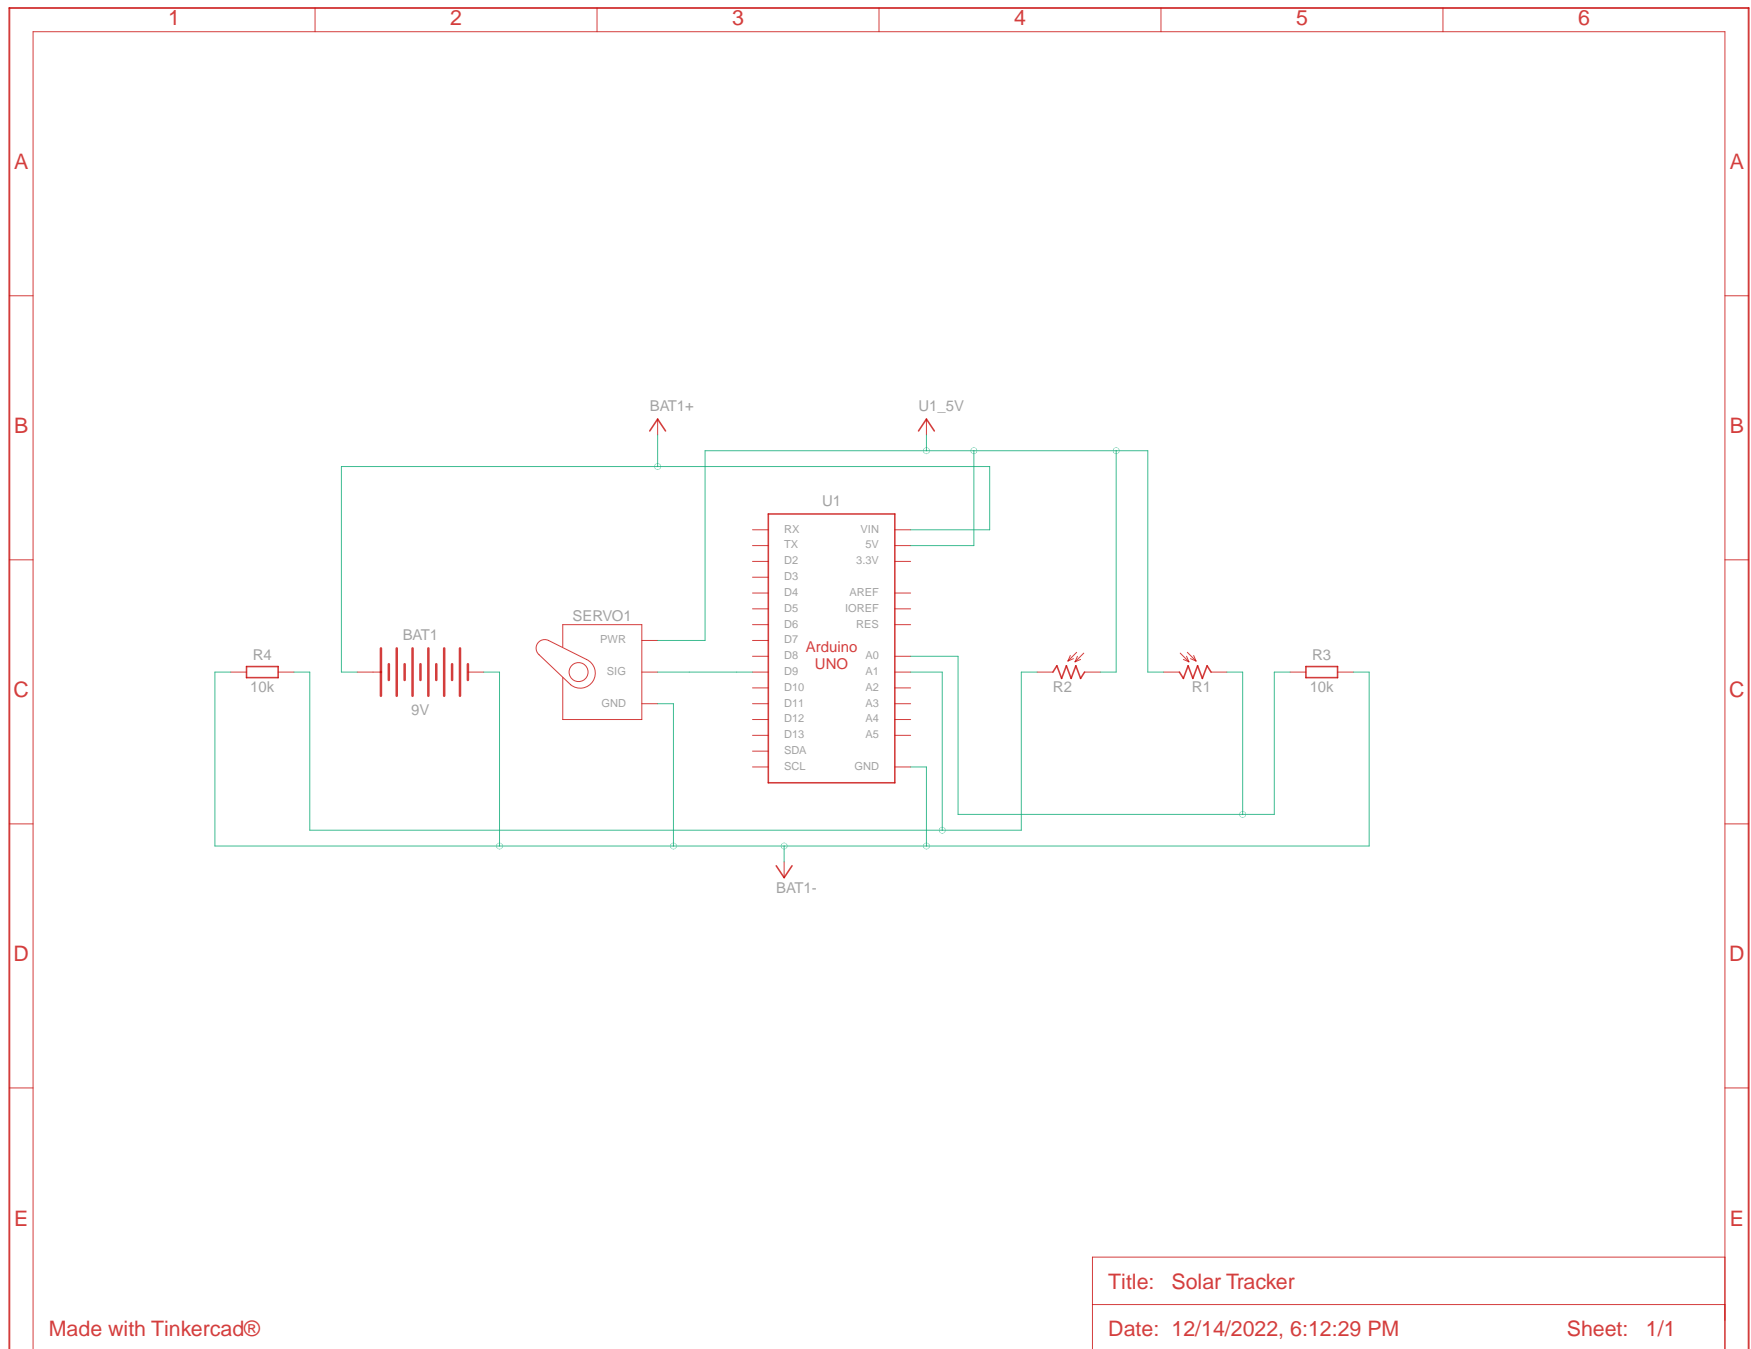 1 2 3 4 5 6
A A
BAT1+ U1_5V
B B
U1
RX VIN
TX 5V
D2 3.3V
D3
D4 AREF
D5 IOREF
D6 RES
D7
D8 A0
D9 A1
D10 A2
D11 A3
D12 A4
D13 A5
SDA
SCL GND
Arduino
UNO
SERVO1
PWR
SIG
GND
BAT1
9V
R4
10k
R2
R1
R3
10k
C C
BAT1-
D D
E E
Title: Solar Tracker
Made with Tinkercad®
Date: 12/14/2022, 6:12:29 PM Sheet: 1/1